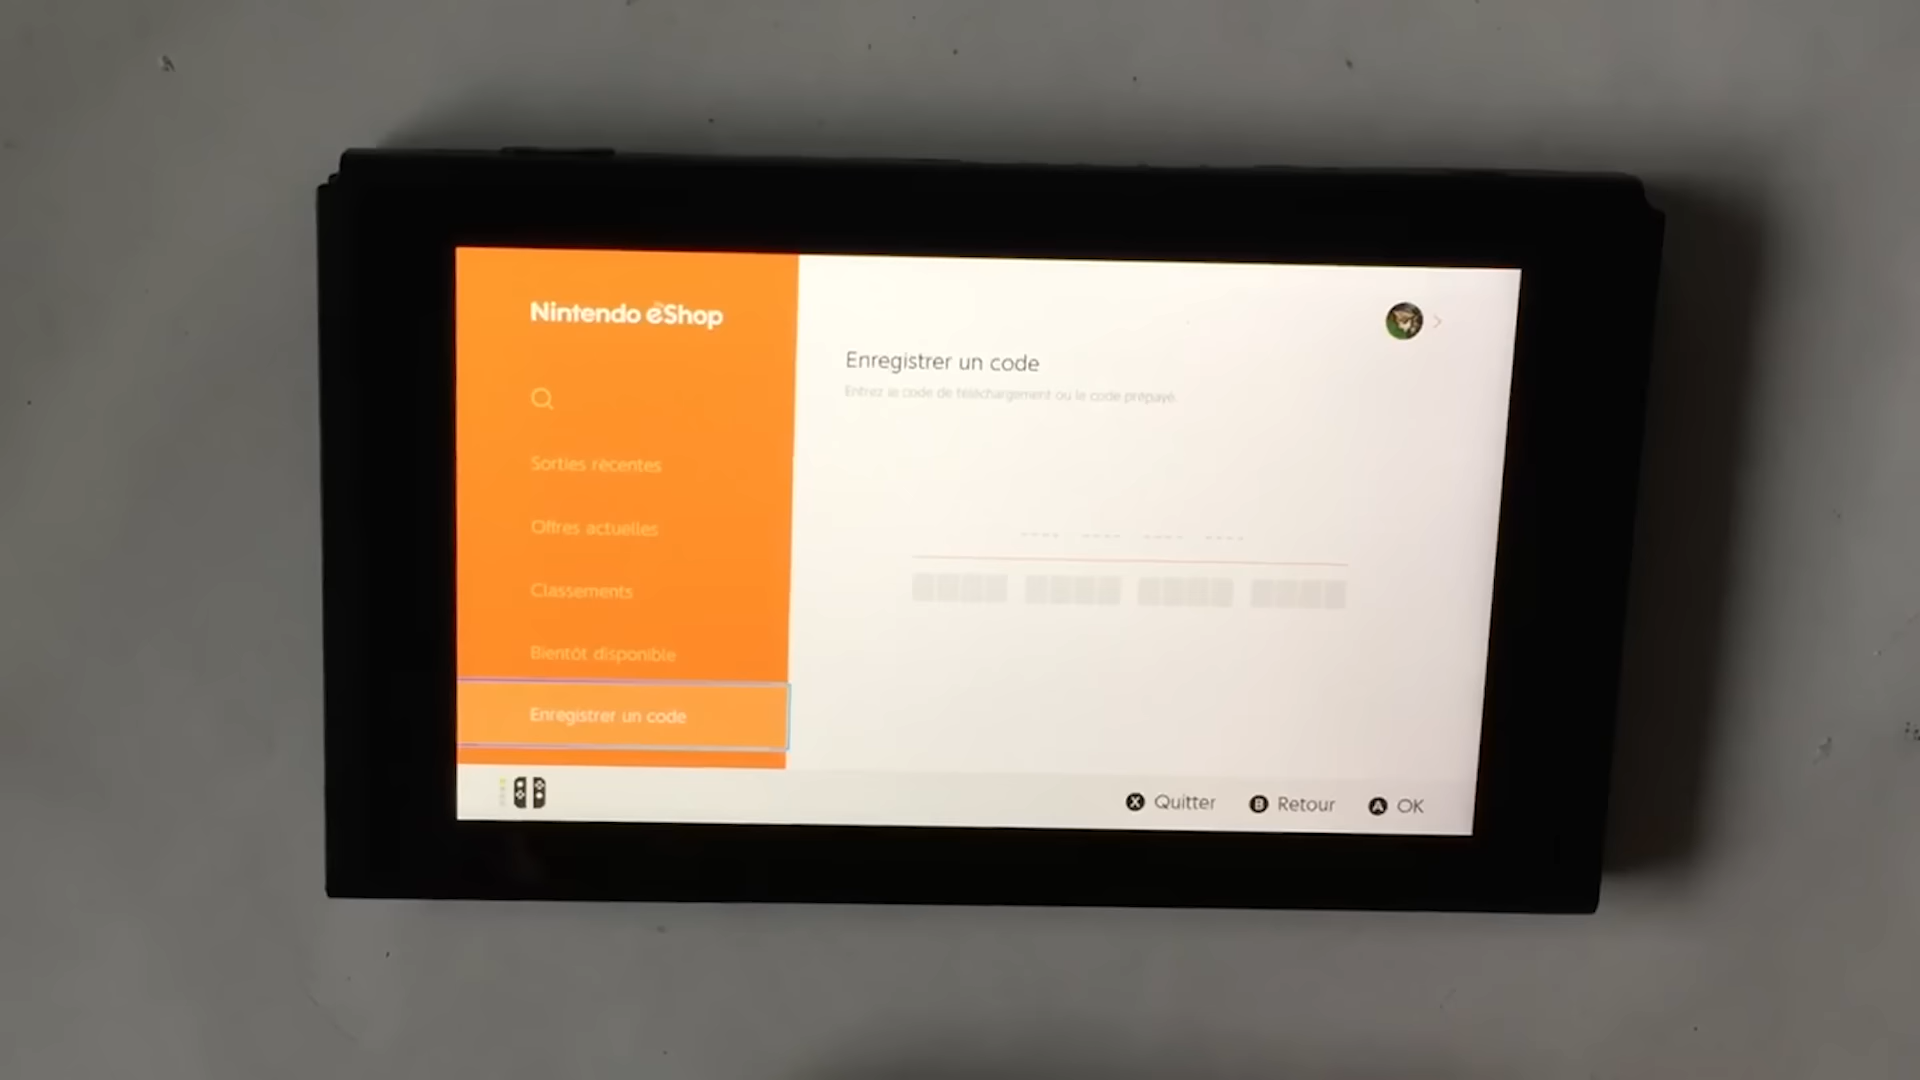 Nintendo eShop
Sorties récentes
Offres actuelles
Classements
Bientôt disponible
Enregistrer un code
Enregistrer un code
Entrez le code de téléchargement ou le code prépayé.
X Quitter
B Retour
A OK